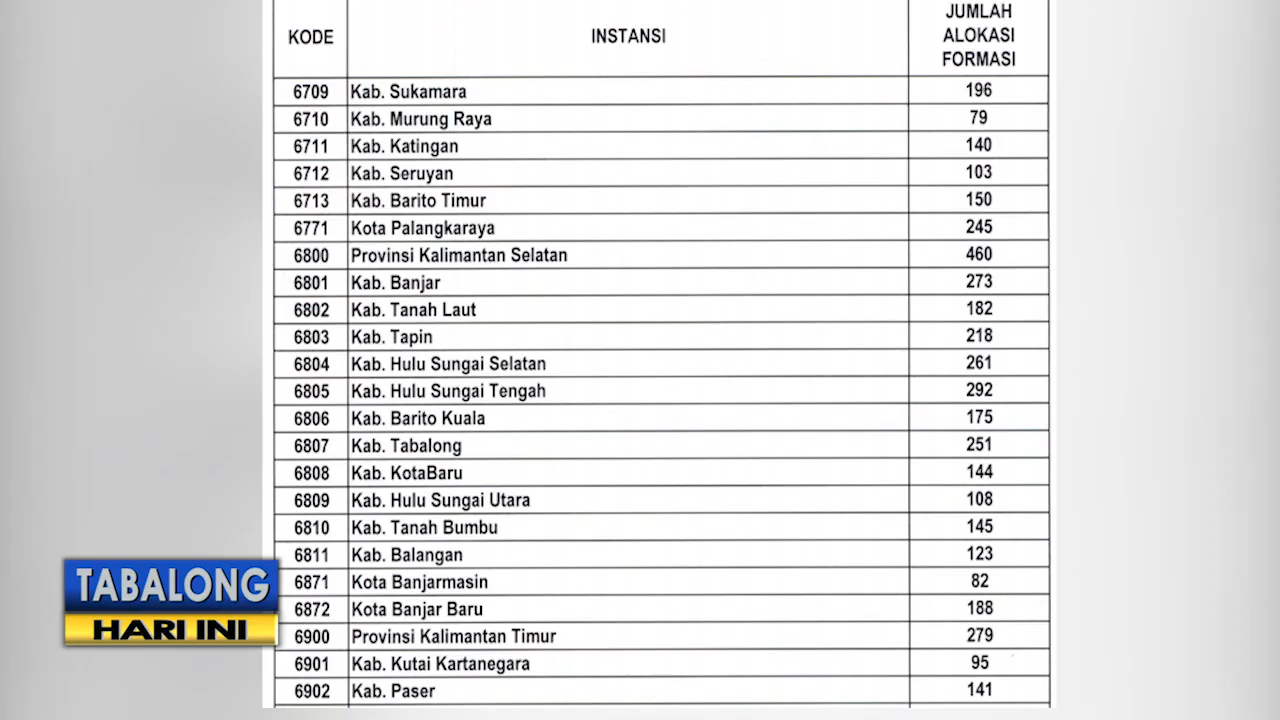 KODE INSTANSI JUMLAH
ALOKASI
FORMASI
6709 Kab. Sukamara 196
6710 Kab. Murung Raya 79
6711 Kab. Katingan 140
6712 Kab. Seruyan 103
6713 Kab. Barito Timur 150
6771 Kota Palangkaraya 245
6800 Provinsi Kalimantan Selatan 460
6801 Kab. Banjar 273
6802 Kab. Tanah Laut 182
6803 Kab. Tapin 218
6804 Kab. Hulu Sungai Selatan 261
6805 Kab. Hulu Sungai Tengah 292
6806 Kab. Barito Kuala 175
6807 Kab. Tabalong 251
6808 Kab. KotaBaru 144
6809 Kab. Hulu Sungai Utara 108
6810 Kab. Tanah Bumbu 145
6811 Kab. Balangan 123
6871 Kota Banjarmasin 82
6872 Kota Banjar Baru 188
6900 Provinsi Kalimantan Timur 279
6901 Kab. Kutai Kartanegara 95
6902 Kab. Paser 141
TABALONG
HARI INI